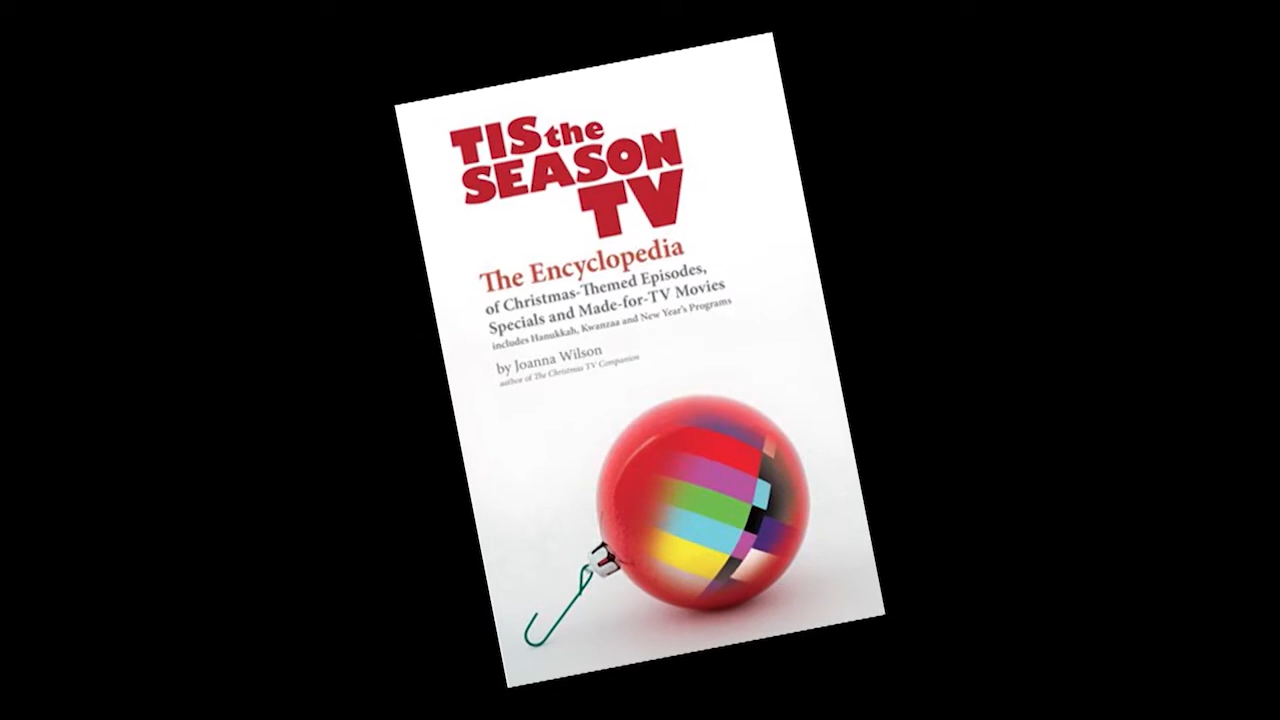 TIS the
SEASON
TV
The Encyclopedia
of Christmas-Themed Episodes,
Specials and Made-for-TV Movies
includes Hanukkah, Kwanzaa and New Year's Programs
by Joanna Wilson
author of The Christmas TV Companion